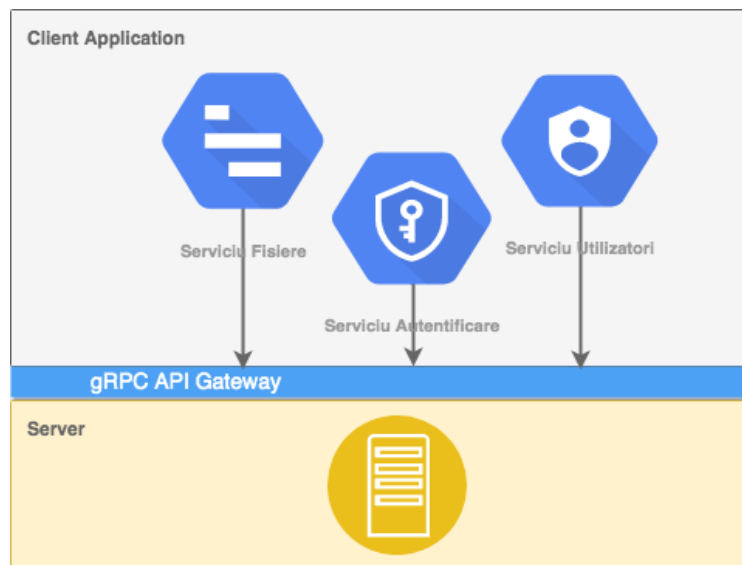 Client Application
Serviciu Fisiere
Serviciu Utilizatori
Serviciu Autentificare
gRPC API Gateway
Server